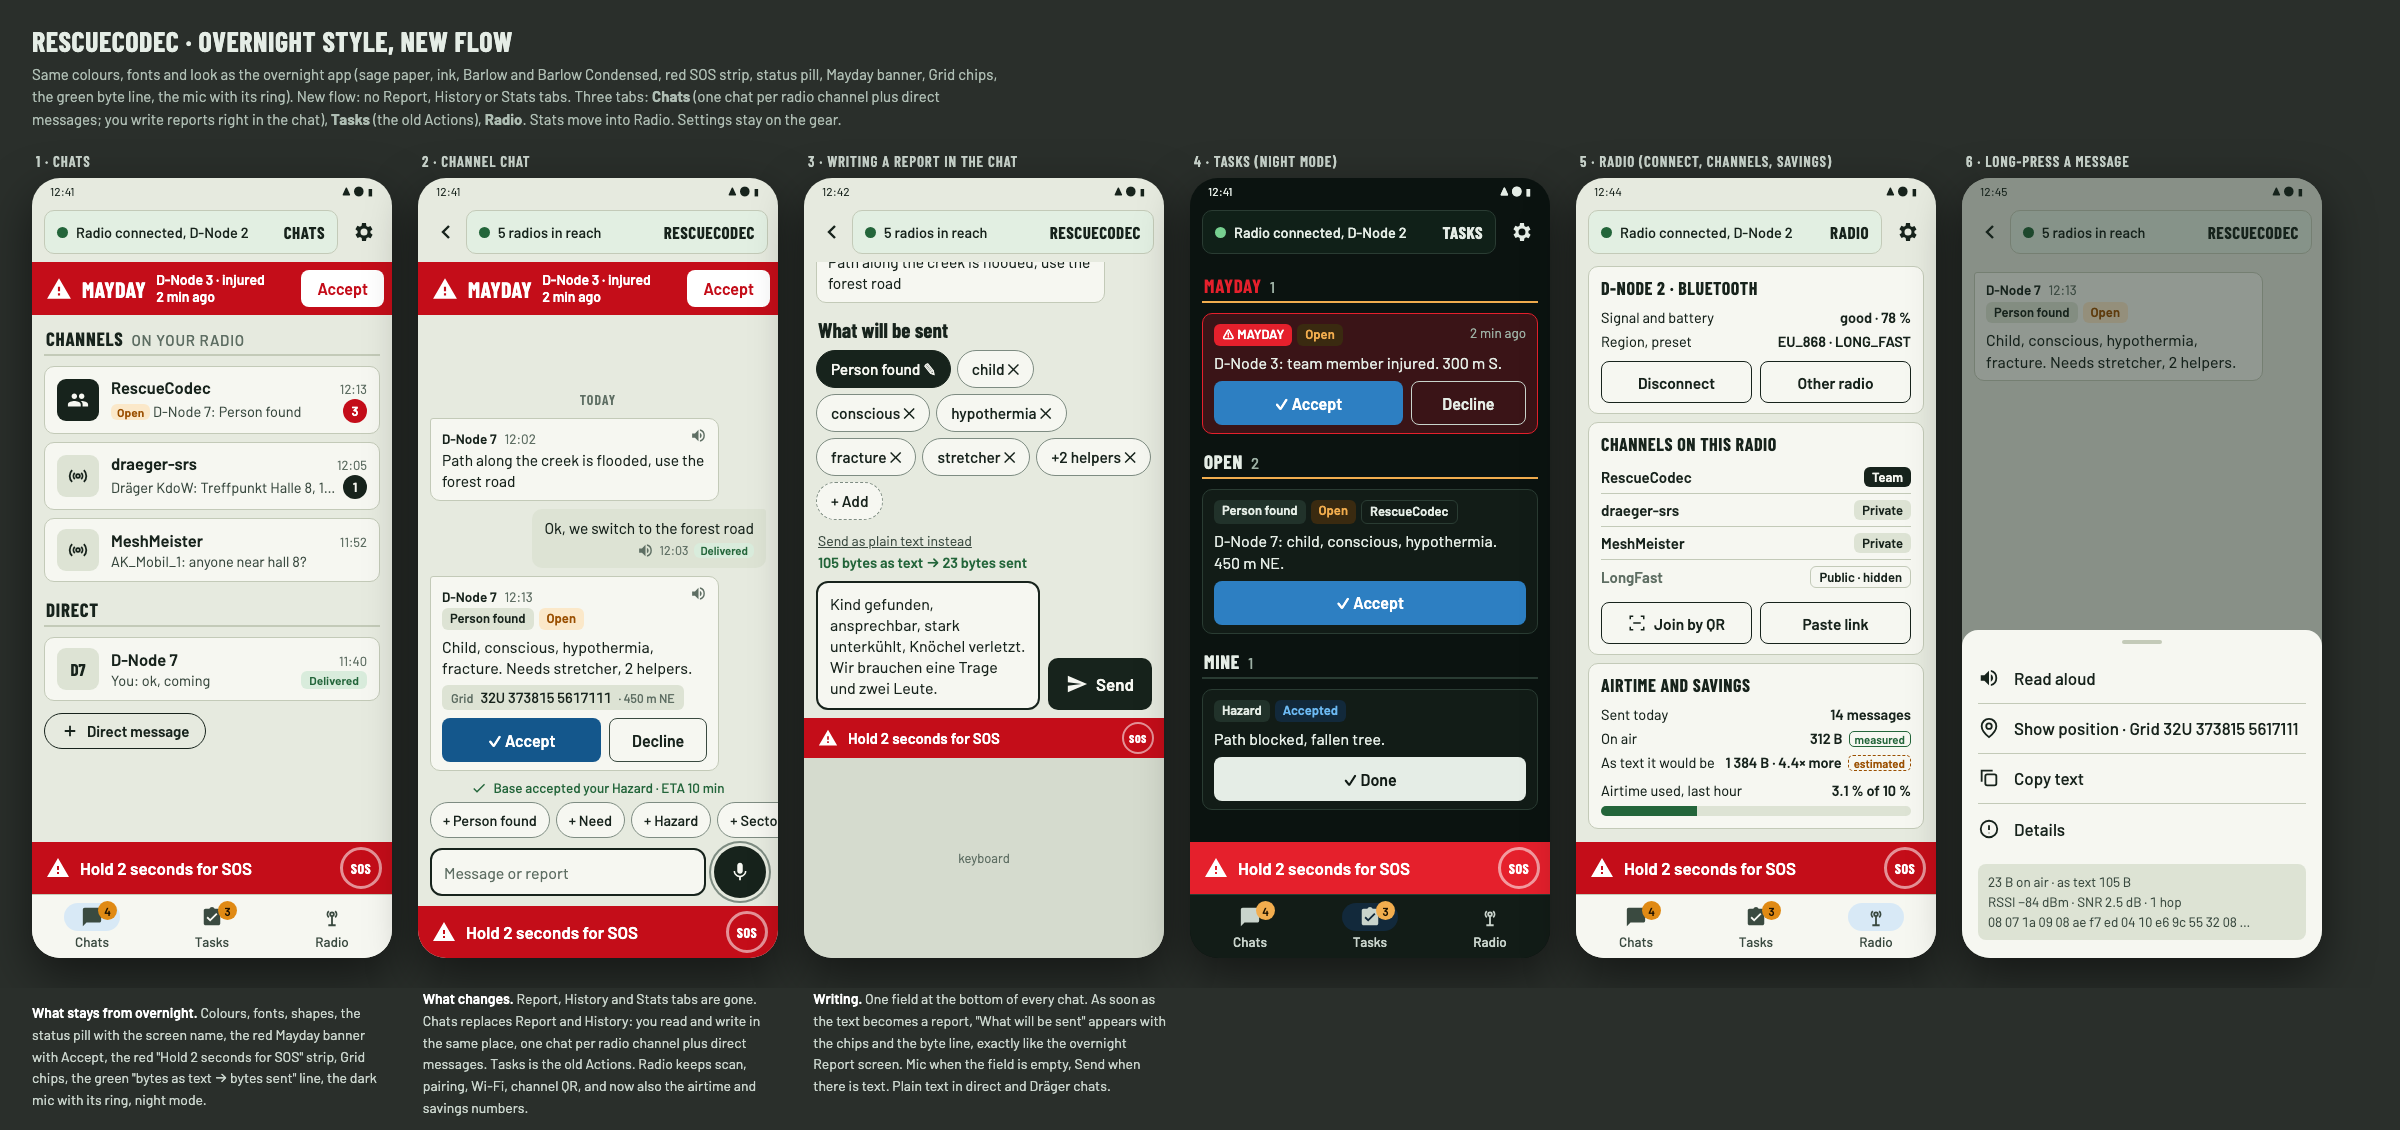 RESCUECODEC · OVERNIGHT STYLE, NEW FLOW
Same colours, fonts and look as the overnight app (sage paper, ink, Barlow and Barlow Condensed, red SOS strip, status pill, Mayday banner, Grid chips,
the green byte line, the mic with its ring). New flow: no Report, History or Stats tabs. Three tabs: Chats (one chat per radio channel plus direct
messages; you write reports right in the chat), Tasks (the old Actions), Radio. Stats move into Radio. Settings stay on the gear.
1 · CHATS
12:41
Radio connected, D-Node 2 CHATS
MAYDAY
D-Node 3 · injured
2 min ago
Accept
CHANNELS ON YOUR RADIO
RescueCodec 12:13
Open D-Node 7: Person found 3
draeger-srs 12:05
Dräger KdoW: Treffpunkt Halle 8, 1... 1
MeshMeister 11:52
AK_Mobil_1: anyone near hall 8?
DIRECT
D7
D-Node 7 11:40
You: ok, coming Delivered
+ Direct message
Hold 2 seconds for SOS SOS
4 3
Chats Tasks Radio
2 · CHANNEL CHAT
12:41
5 radios in reach RESCUECODEC
MAYDAY
D-Node 3 · injured
2 min ago
Accept
TODAY
D-Node 7 12:02
Path along the creek is flooded, use the
forest road
Ok, we switch to the forest road
12:03 Delivered
D-Node 7 12:13
Person found Open
Child, conscious, hypothermia,
fracture. Needs stretcher, 2 helpers.
Grid 32U 373815 5617111 · 450 m NE
✓ Accept Decline
✓ Base accepted your Hazard · ETA 10 min
+ Person found + Need + Hazard + Secto
Message or report
Hold 2 seconds for SOS SOS
3 · WRITING A REPORT IN THE CHAT
12:42
5 radios in reach RESCUECODEC
Path along the creek is flooded, use the
forest road
What will be sent
Person found ✎ child ✕
conscious ✕ hypothermia ✕
fracture ✕ stretcher ✕ +2 helpers ✕
+ Add
Send as plain text instead
105 bytes as text → 23 bytes sent
Kind gefunden,
ansprechbar, stark
unterkühlt, Knöchel verletzt.
Wir brauchen eine Trage
und zwei Leute.
Send
Hold 2 seconds for SOS SOS
keyboard
4 · TASKS (NIGHT MODE)
12:41
Radio connected, D-Node 2 TASKS
MAYDAY 1
⚠ MAYDAY Open 2 min ago
D-Node 3: team member injured. 300 m S.
✓ Accept Decline
OPEN 2
Person found Open RescueCodec
D-Node 7: child, conscious, hypothermia.
450 m NE.
✓ Accept
MINE 1
Hazard Accepted
Path blocked, fallen tree.
✓ Done
Hold 2 seconds for SOS SOS
4 3
Chats Tasks Radio
5 · RADIO (CONNECT, CHANNELS, SAVINGS)
12:44
Radio connected, D-Node 2 RADIO
D-NODE 2 · BLUETOOTH
Signal and battery good · 78 %
Region, preset EU_868 · LONG_FAST
Disconnect Other radio
CHANNELS ON THIS RADIO
RescueCodec Team
draeger-srs Private
MeshMeister Private
LongFast Public · hidden
Join by QR Paste link
AIRTIME AND SAVINGS
Sent today 14 messages
On air 312 B measured
As text it would be 1 384 B · 4.4× more estimated
Airtime used, last hour 3.1 % of 10 %
Hold 2 seconds for SOS SOS
4 3
Chats Tasks Radio
6 · LONG-PRESS A MESSAGE
12:45
5 radios in reach RESCUECODEC
D-Node 7 12:13
Person found Open
Child, conscious, hypothermia,
fracture. Needs stretcher, 2 helpers.
Read aloud
Show position · Grid 32U 373815 5617111
Copy text
Details
23 B on air · as text 105 B
RSSI −84 dBm · SNR 2.5 dB · 1 hop
08 07 1a 09 08 ae f7 ed 04 10 e6 9c 55 32 08 ...
What stays from overnight. Colours, fonts, shapes, the
status pill with the screen name, the red Mayday banner
with Accept, the red "Hold 2 seconds for SOS" strip, Grid
chips, the green "bytes as text → bytes sent" line, the dark
mic with its ring, night mode.
What changes. Report, History and Stats tabs are gone.
Chats replaces Report and History: you read and write in
the same place, one chat per radio channel plus direct
messages. Tasks is the old Actions. Radio keeps scan,
pairing, Wi-Fi, channel QR, and now also the airtime and
savings numbers.
Writing. One field at the bottom of every chat. As soon as
the text becomes a report, "What will be sent" appears with
the chips and the byte line, exactly like the overnight
Report screen. Mic when the field is empty, Send when
there is text. Plain text in direct and Dräger chats.